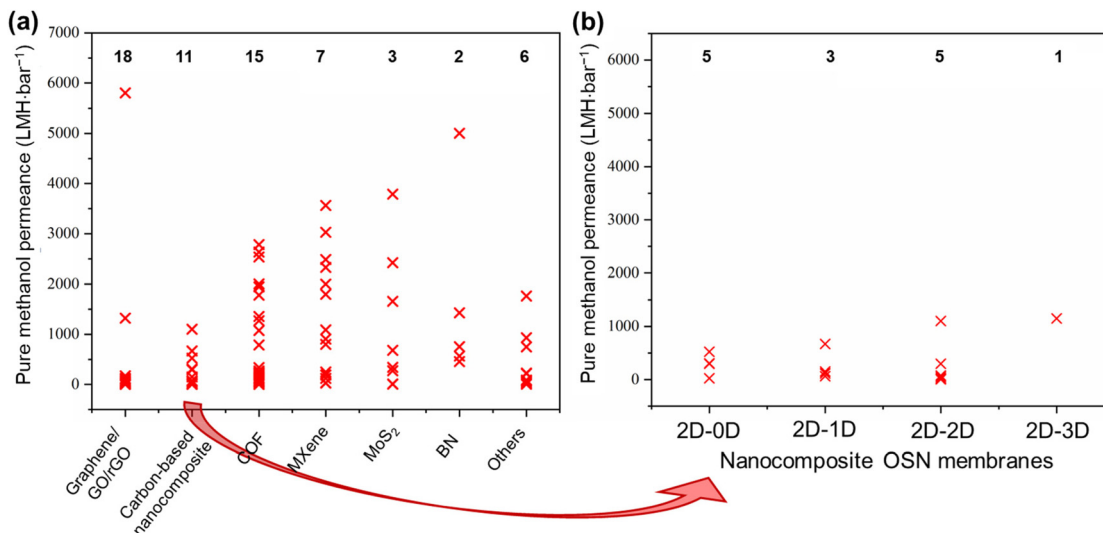 (a)
Pure methanol permeance (LMH·bar⁻¹)
7000
6000
5000
4000
3000
2000
1000
0
18 11 15 7 3 2 6
Graphene/
GO/rGO
Carbon-based
nanocomposite
COF
MXene
MoS₂
BN
Others
(b)
Pure methanol permeance (LMH·bar⁻¹)
6000
5000
4000
3000
2000
1000
0
5 3 5 1
2D-0D 2D-1D 2D-2D 2D-3D
Nanocomposite OSN membranes